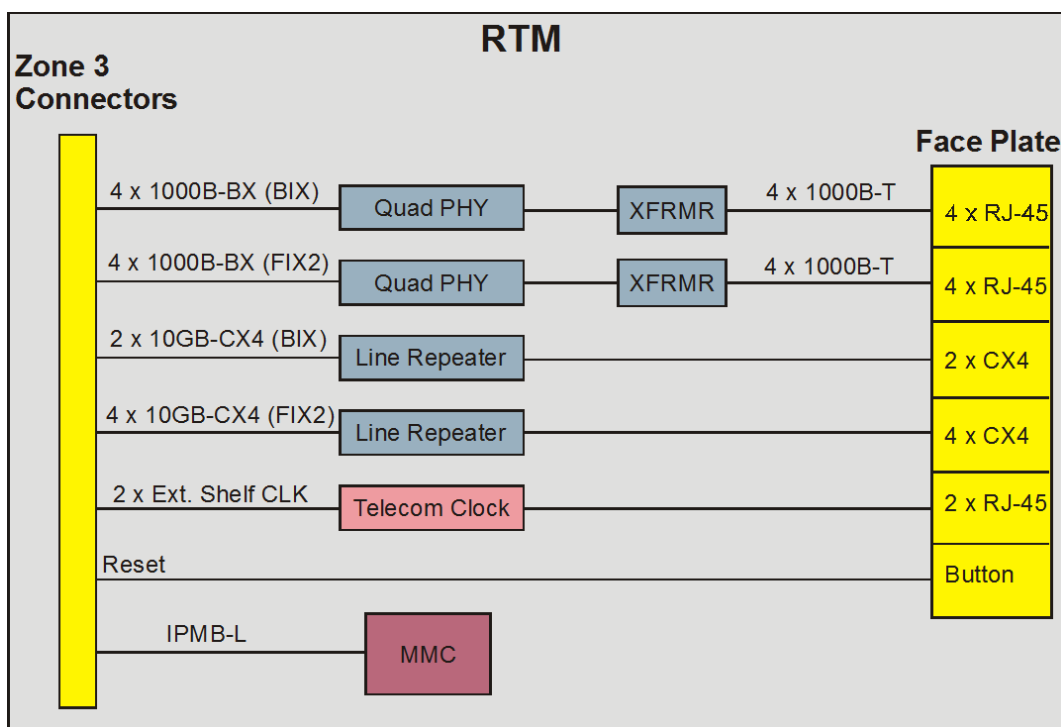 RTM
Zone 3
Connectors
Face Plate
4 x 1000B-BX (BIX)
Quad PHY
XFRMR
4 x 1000B-T
4 x RJ-45
4 x 1000B-BX (FIX2)
Quad PHY
XFRMR
4 x 1000B-T
4 x RJ-45
2 x 10GB-CX4 (BIX)
Line Repeater
2 x CX4
4 x 10GB-CX4 (FIX2)
Line Repeater
4 x CX4
2 x Ext. Shelf CLK
Telecom Clock
2 x RJ-45
Reset
Button
IPMB-L
MMC